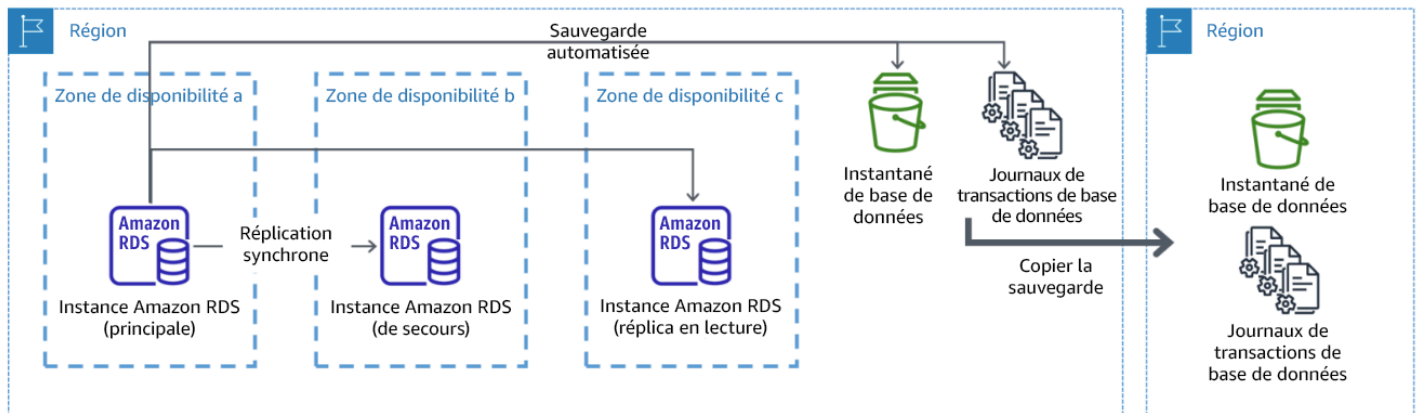 Région
Sauvegarde
automatisée
Région
Zone de disponibilité a
Zone de disponibilité b
Zone de disponibilité c
Amazon
RDS
Instance Amazon RDS
(principale)
Réplication
synchrone
Amazon
RDS
Instance Amazon RDS
(de secours)
Amazon
RDS
Instance Amazon RDS
(réplica en lecture)
Instantané
de base de
données
Journaux de
transactions de base
de données
Copier la
sauvegarde
Instantané de
base de données
Journaux de
transactions de
base de données